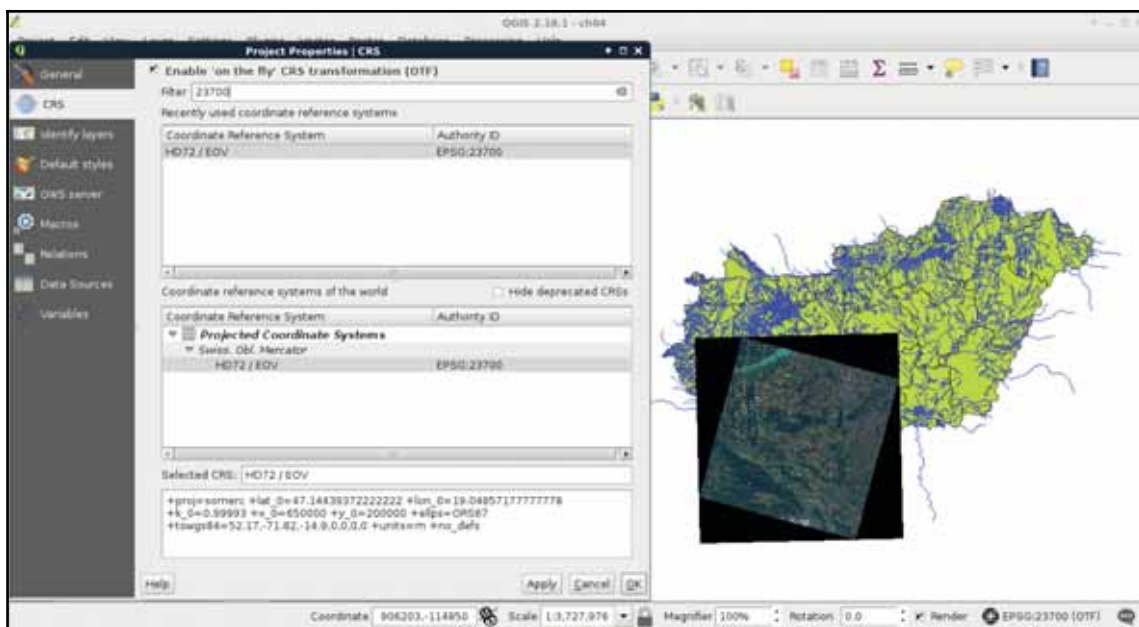 QGIS 2.18.1 - ch04
Project Properties | CRS
General
CRS
Identify layers
Default styles
OWS server
Macros
Relations
Data Sources
Variables
Enable 'on the fly' CRS transformation (OTF)
Filter 23700
Recently used coordinate reference systems
Coordinate Reference System Authority ID
HD72 / EOV EPSG:23700
Coordinate reference systems of the world Hide deprecated CRSs
Coordinate Reference System Authority ID
Projected Coordinate Systems
Swiss. Obl. Mercator
HD72 / EOV EPSG:23700
Selected CRS: HD72 / EOV
+proj=somerc +lat_0=47.14439372222222 +lon_0=19.04857177777778
+k_0=0.99993 +x_0=650000 +y_0=200000 +ellps=GRS67
+towgs84=52.17,-71.82,-14.9,0,0,0,0 +units=m +no_defs
Help Apply Cancel OK
Coordinate 906203,-114850 Scale 1:3,727,976 Magnifier 100% Rotation 0.0 Render EPSG:23700 (OTF)